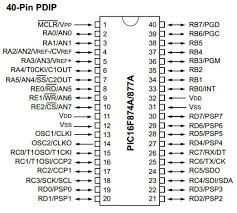 40-Pin PDIP
MCLR/VPP 1 40 RB7/PGD
RA0/AN0 2 39 RB6/PGC
RA1/AN1 3 38 RB5
RA2/AN2/VREF-/CVREF 4 37 RB4
RA3/AN3/VREF+ 5 36 RB3/PGM
RA4/T0CKI/C1OUT 6 35 RB2
RA5/AN4/SS/C2OUT 7 34 RB1
RE0/RD/AN5 8 33 RB0/INT
RE1/WR/AN6 9 32 VDD
RE2/CS/AN7 10 31 VSS
VDD 11 30 RD7/PSP7
VSS 12 29 RD6/PSP6
OSC1/CLKI 13 28 RD5/PSP5
OSC2/CLKO 14 27 RD4/PSP4
RC0/T1OSO/T1CKI 15 26 RC7/RX/DT
RC1/T1OSI/CCP2 16 25 RC6/TX/CK
RC2/CCP1 17 24 RC5/SDO
RC3/SCK/SCL 18 23 RC4/SDI/SDA
RD0/PSP0 19 22 RD3/PSP3
RD1/PSP1 20 21 RD2/PSP2
PIC16F874A/877A